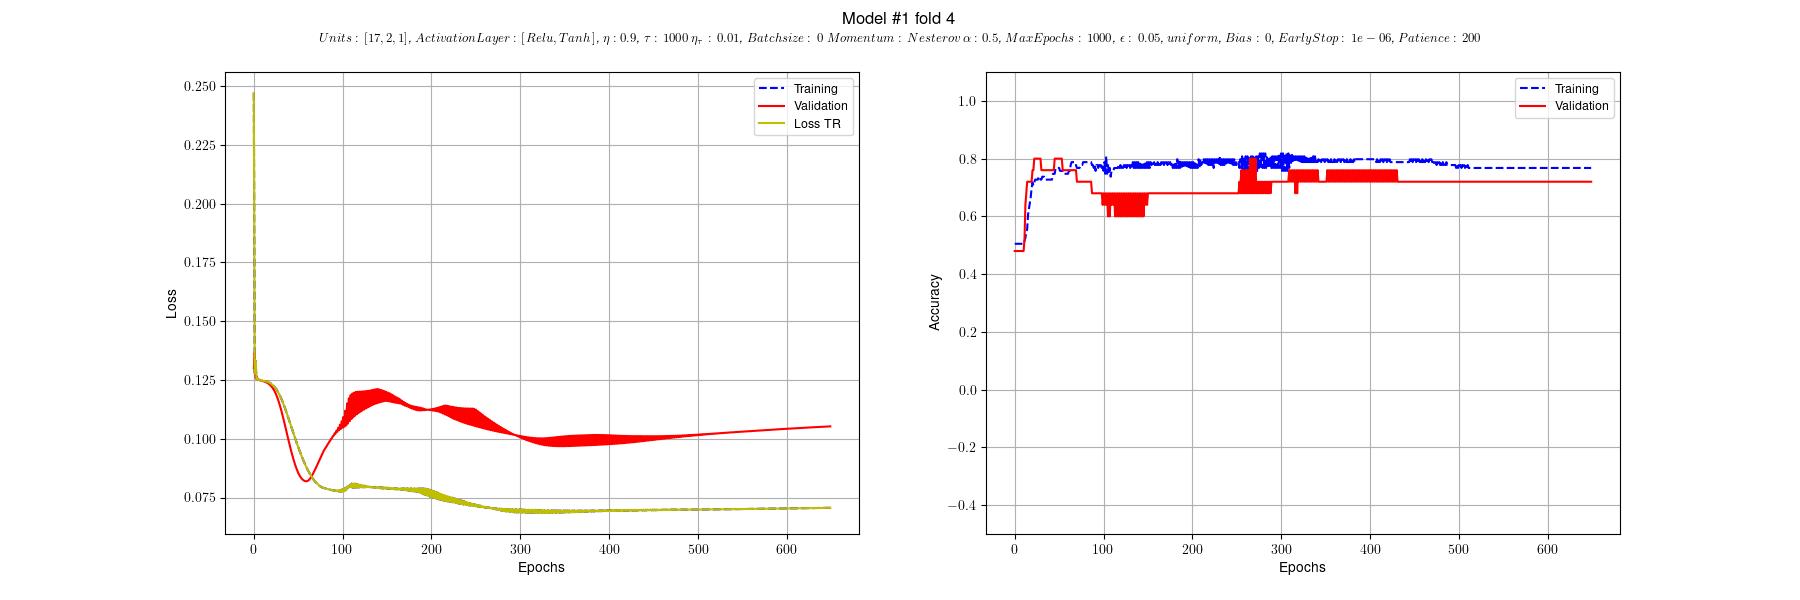 Model #1 fold 4
Units : [17, 2, 1], ActivationLayer : [Relu, Tanh], η : 0.9, τ : 1000 ητ : 0.01, Batchsize : 0 Momentum : Nesterov α : 0.5, MaxEpochs : 1000, ϵ : 0.05, uniform, Bias : 0, EarlyStop : 1e − 06, Patience : 200
Loss
0.250
0.225
0.200
0.175
0.150
0.125
0.100
0.075
Training
Validation
Loss TR
0 100 200 300 400 500 600
Epochs
Accuracy
1.0
0.8
0.6
0.4
0.2
0.0
−0.2
−0.4
Training
Validation
0 100 200 300 400 500 600
Epochs